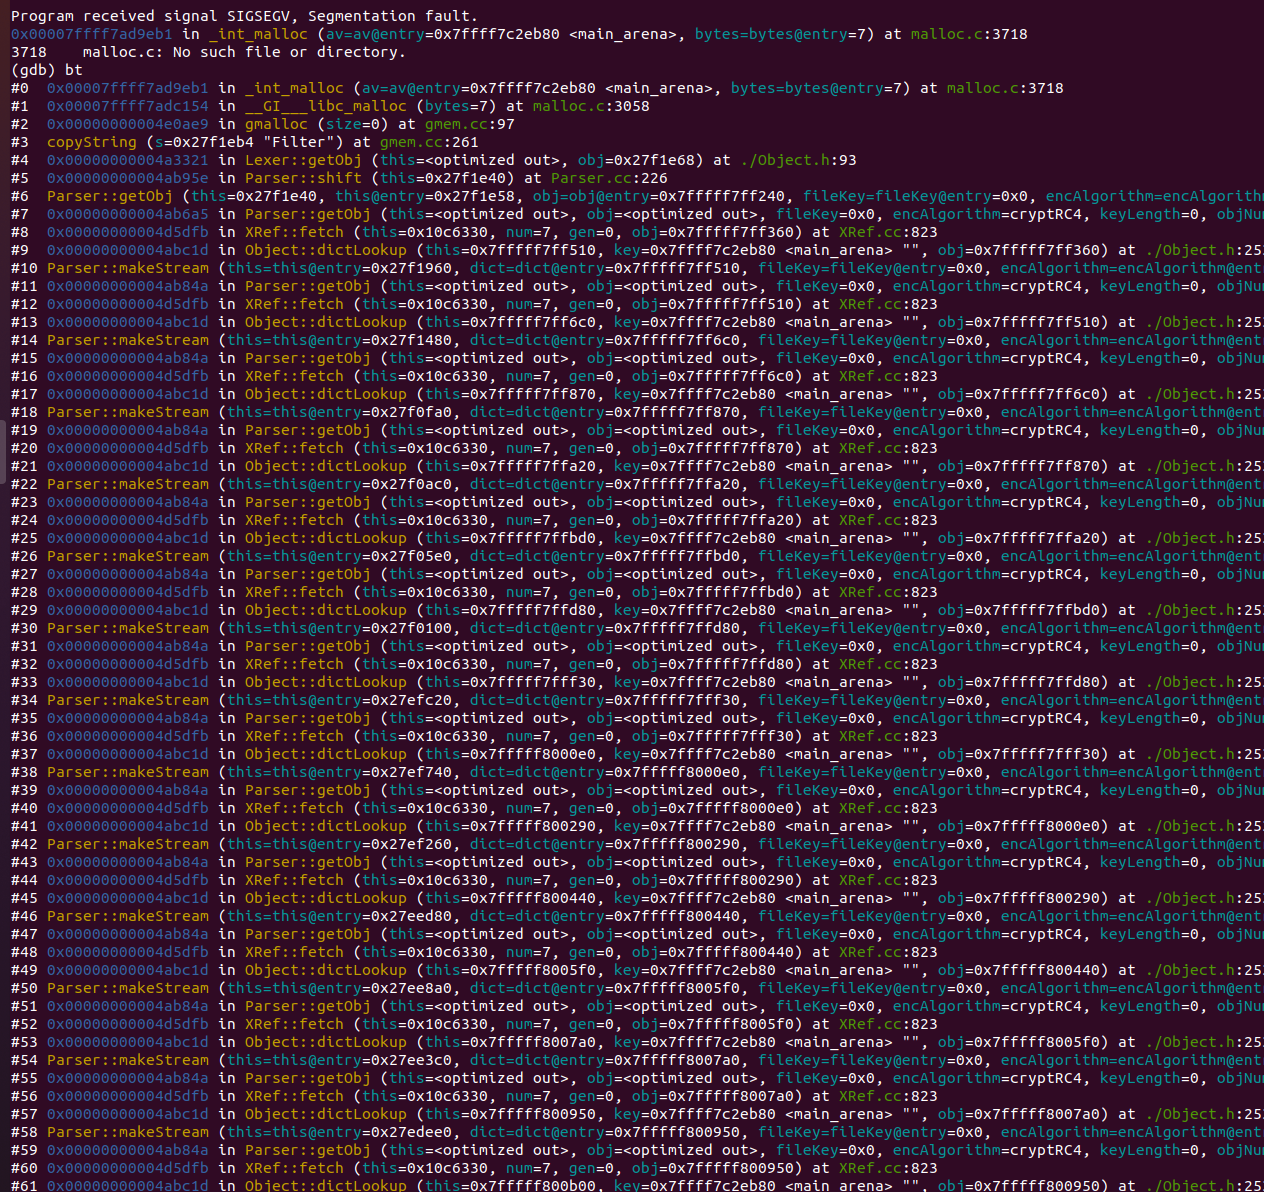 Program received signal SIGSEGV, Segmentation fault.
0x00007ffff7ad9eb1 in _int_malloc (av=av@entry=0x7ffff7c2eb80 <main_arena>, bytes=bytes@entry=7) at malloc.c:3718
3718    malloc.c: No such file or directory.
(gdb) bt
#0  0x00007ffff7ad9eb1 in _int_malloc (av=av@entry=0x7ffff7c2eb80 <main_arena>, bytes=bytes@entry=7) at malloc.c:3718
#1  0x00007ffff7adc154 in __GI___libc_malloc (bytes=7) at malloc.c:3058
#2  0x00000000004e0ae9 in gmalloc (size=0) at gmem.cc:97
#3  copyString (s=0x27f1eb4 "Filter") at gmem.cc:261
#4  0x00000000004a3321 in Lexer::getObj (this=<optimized out>, obj=0x27f1e68) at ./Object.h:93
#5  0x00000000004ab95e in Parser::shift (this=0x27f1e40) at Parser.cc:226
#6  Parser::getObj (this=0x27f1e40, this@entry=0x27f1e58, obj=obj@entry=0x7fffff7ff240, fileKey=fileKey@entry=0x0, encAlgorithm=encAlgorithm
#7  0x00000000004ab6a5 in Parser::getObj (this=<optimized out>, obj=<optimized out>, fileKey=0x0, encAlgorithm=cryptRC4, keyLength=0, objNu
#8  0x00000000004d5dfb in XRef::fetch (this=0x10c6330, num=7, gen=0, obj=0x7fffff7ff360) at XRef.cc:823
#9  0x00000000004abc1d in Object::dictLookup (this=0x7fffff7ff510, key=0x7ffff7c2eb80 <main_arena> "", obj=0x7fffff7ff360) at ./Object.h:253
#10 Parser::makeStream (this=this@entry=0x27f1960, dict=dict@entry=0x7fffff7ff510, fileKey=fileKey@entry=0x0, encAlgorithm=encAlgorithm@ent
#11 0x00000000004ab84a in Parser::getObj (this=<optimized out>, obj=<optimized out>, fileKey=0x0, encAlgorithm=cryptRC4, keyLength=0, objNu
#12 0x00000000004d5dfb in XRef::fetch (this=0x10c6330, num=7, gen=0, obj=0x7fffff7ff510) at XRef.cc:823
#13 0x00000000004abc1d in Object::dictLookup (this=0x7fffff7ff6c0, key=0x7ffff7c2eb80 <main_arena> "", obj=0x7fffff7ff510) at ./Object.h:253
#14 Parser::makeStream (this=this@entry=0x27f1480, dict=dict@entry=0x7fffff7ff6c0, fileKey=fileKey@entry=0x0, encAlgorithm=encAlgorithm@ent
#15 0x00000000004ab84a in Parser::getObj (this=<optimized out>, obj=<optimized out>, fileKey=0x0, encAlgorithm=cryptRC4, keyLength=0, objNu
#16 0x00000000004d5dfb in XRef::fetch (this=0x10c6330, num=7, gen=0, obj=0x7fffff7ff6c0) at XRef.cc:823
#17 0x00000000004abc1d in Object::dictLookup (this=0x7fffff7ff870, key=0x7ffff7c2eb80 <main_arena> "", obj=0x7fffff7ff6c0) at ./Object.h:253
#18 Parser::makeStream (this=this@entry=0x27f0fa0, dict=dict@entry=0x7fffff7ff870, fileKey=fileKey@entry=0x0, encAlgorithm=encAlgorithm@ent
#19 0x00000000004ab84a in Parser::getObj (this=<optimized out>, obj=<optimized out>, fileKey=0x0, encAlgorithm=cryptRC4, keyLength=0, objNu
#20 0x00000000004d5dfb in XRef::fetch (this=0x10c6330, num=7, gen=0, obj=0x7fffff7ff870) at XRef.cc:823
#21 0x00000000004abc1d in Object::dictLookup (this=0x7fffff7ffa20, key=0x7ffff7c2eb80 <main_arena> "", obj=0x7fffff7ff870) at ./Object.h:253
#22 Parser::makeStream (this=this@entry=0x27f0ac0, dict=dict@entry=0x7fffff7ffa20, fileKey=fileKey@entry=0x0, encAlgorithm=encAlgorithm@ent
#23 0x00000000004ab84a in Parser::getObj (this=<optimized out>, obj=<optimized out>, fileKey=0x0, encAlgorithm=cryptRC4, keyLength=0, objNu
#24 0x00000000004d5dfb in XRef::fetch (this=0x10c6330, num=7, gen=0, obj=0x7fffff7ffa20) at XRef.cc:823
#25 0x00000000004abc1d in Object::dictLookup (this=0x7fffff7ffbd0, key=0x7ffff7c2eb80 <main_arena> "", obj=0x7fffff7ffa20) at ./Object.h:253
#26 Parser::makeStream (this=this@entry=0x27f05e0, dict=dict@entry=0x7fffff7ffbd0, fileKey=fileKey@entry=0x0, encAlgorithm=encAlgorithm@ent
#27 0x00000000004ab84a in Parser::getObj (this=<optimized out>, obj=<optimized out>, fileKey=0x0, encAlgorithm=cryptRC4, keyLength=0, objNu
#28 0x00000000004d5dfb in XRef::fetch (this=0x10c6330, num=7, gen=0, obj=0x7fffff7ffbd0) at XRef.cc:823
#29 0x00000000004abc1d in Object::dictLookup (this=0x7fffff7ffd80, key=0x7ffff7c2eb80 <main_arena> "", obj=0x7fffff7ffbd0) at ./Object.h:253
#30 Parser::makeStream (this=this@entry=0x27f0100, dict=dict@entry=0x7fffff7ffd80, fileKey=fileKey@entry=0x0, encAlgorithm=encAlgorithm@ent
#31 0x00000000004ab84a in Parser::getObj (this=<optimized out>, obj=<optimized out>, fileKey=0x0, encAlgorithm=cryptRC4, keyLength=0, objNu
#32 0x00000000004d5dfb in XRef::fetch (this=0x10c6330, num=7, gen=0, obj=0x7fffff7ffd80) at XRef.cc:823
#33 0x00000000004abc1d in Object::dictLookup (this=0x7fffff7fff30, key=0x7ffff7c2eb80 <main_arena> "", obj=0x7fffff7ffd80) at ./Object.h:253
#34 Parser::makeStream (this=this@entry=0x27efc20, dict=dict@entry=0x7fffff7fff30, fileKey=fileKey@entry=0x0, encAlgorithm=encAlgorithm@ent
#35 0x00000000004ab84a in Parser::getObj (this=<optimized out>, obj=<optimized out>, fileKey=0x0, encAlgorithm=cryptRC4, keyLength=0, objNu
#36 0x00000000004d5dfb in XRef::fetch (this=0x10c6330, num=7, gen=0, obj=0x7fffff7fff30) at XRef.cc:823
#37 0x00000000004abc1d in Object::dictLookup (this=0x7fffff8000e0, key=0x7ffff7c2eb80 <main_arena> "", obj=0x7fffff7fff30) at ./Object.h:253
#38 Parser::makeStream (this=this@entry=0x27ef740, dict=dict@entry=0x7fffff8000e0, fileKey=fileKey@entry=0x0, encAlgorithm=encAlgorithm@ent
#39 0x00000000004ab84a in Parser::getObj (this=<optimized out>, obj=<optimized out>, fileKey=0x0, encAlgorithm=cryptRC4, keyLength=0, objNu
#40 0x00000000004d5dfb in XRef::fetch (this=0x10c6330, num=7, gen=0, obj=0x7fffff8000e0) at XRef.cc:823
#41 0x00000000004abc1d in Object::dictLookup (this=0x7fffff800290, key=0x7ffff7c2eb80 <main_arena> "", obj=0x7fffff8000e0) at ./Object.h:253
#42 Parser::makeStream (this=this@entry=0x27ef260, dict=dict@entry=0x7fffff800290, fileKey=fileKey@entry=0x0, encAlgorithm=encAlgorithm@ent
#43 0x00000000004ab84a in Parser::getObj (this=<optimized out>, obj=<optimized out>, fileKey=0x0, encAlgorithm=cryptRC4, keyLength=0, objNu
#44 0x00000000004d5dfb in XRef::fetch (this=0x10c6330, num=7, gen=0, obj=0x7fffff800290) at XRef.cc:823
#45 0x00000000004abc1d in Object::dictLookup (this=0x7fffff800440, key=0x7ffff7c2eb80 <main_arena> "", obj=0x7fffff800290) at ./Object.h:253
#46 Parser::makeStream (this=this@entry=0x27eed80, dict=dict@entry=0x7fffff800440, fileKey=fileKey@entry=0x0, encAlgorithm=encAlgorithm@ent
#47 0x00000000004ab84a in Parser::getObj (this=<optimized out>, obj=<optimized out>, fileKey=0x0, encAlgorithm=cryptRC4, keyLength=0, objNu
#48 0x00000000004d5dfb in XRef::fetch (this=0x10c6330, num=7, gen=0, obj=0x7fffff800440) at XRef.cc:823
#49 0x00000000004abc1d in Object::dictLookup (this=0x7fffff8005f0, key=0x7ffff7c2eb80 <main_arena> "", obj=0x7fffff800440) at ./Object.h:253
#50 Parser::makeStream (this=this@entry=0x27ee8a0, dict=dict@entry=0x7fffff8005f0, fileKey=fileKey@entry=0x0, encAlgorithm=encAlgorithm@ent
#51 0x00000000004ab84a in Parser::getObj (this=<optimized out>, obj=<optimized out>, fileKey=0x0, encAlgorithm=cryptRC4, keyLength=0, objNu
#52 0x00000000004d5dfb in XRef::fetch (this=0x10c6330, num=7, gen=0, obj=0x7fffff8005f0) at XRef.cc:823
#53 0x00000000004abc1d in Object::dictLookup (this=0x7fffff8007a0, key=0x7ffff7c2eb80 <main_arena> "", obj=0x7fffff8005f0) at ./Object.h:253
#54 Parser::makeStream (this=this@entry=0x27ee3c0, dict=dict@entry=0x7fffff8007a0, fileKey=fileKey@entry=0x0, encAlgorithm=encAlgorithm@ent
#55 0x00000000004ab84a in Parser::getObj (this=<optimized out>, obj=<optimized out>, fileKey=0x0, encAlgorithm=cryptRC4, keyLength=0, objNu
#56 0x00000000004d5dfb in XRef::fetch (this=0x10c6330, num=7, gen=0, obj=0x7fffff8007a0) at XRef.cc:823
#57 0x00000000004abc1d in Object::dictLookup (this=0x7fffff800950, key=0x7ffff7c2eb80 <main_arena> "", obj=0x7fffff8007a0) at ./Object.h:253
#58 Parser::makeStream (this=this@entry=0x27edee0, dict=dict@entry=0x7fffff800950, fileKey=fileKey@entry=0x0, encAlgorithm=encAlgorithm@ent
#59 0x00000000004ab84a in Parser::getObj (this=<optimized out>, obj=<optimized out>, fileKey=0x0, encAlgorithm=cryptRC4, keyLength=0, objNu
#60 0x00000000004d5dfb in XRef::fetch (this=0x10c6330, num=7, gen=0, obj=0x7fffff800950) at XRef.cc:823
#61 0x00000000004abc1d in Object::dictLookup (this=0x7fffff800b00, key=0x7ffff7c2eb80 <main_arena> "", obj=0x7fffff800950) at ./Object.h:253